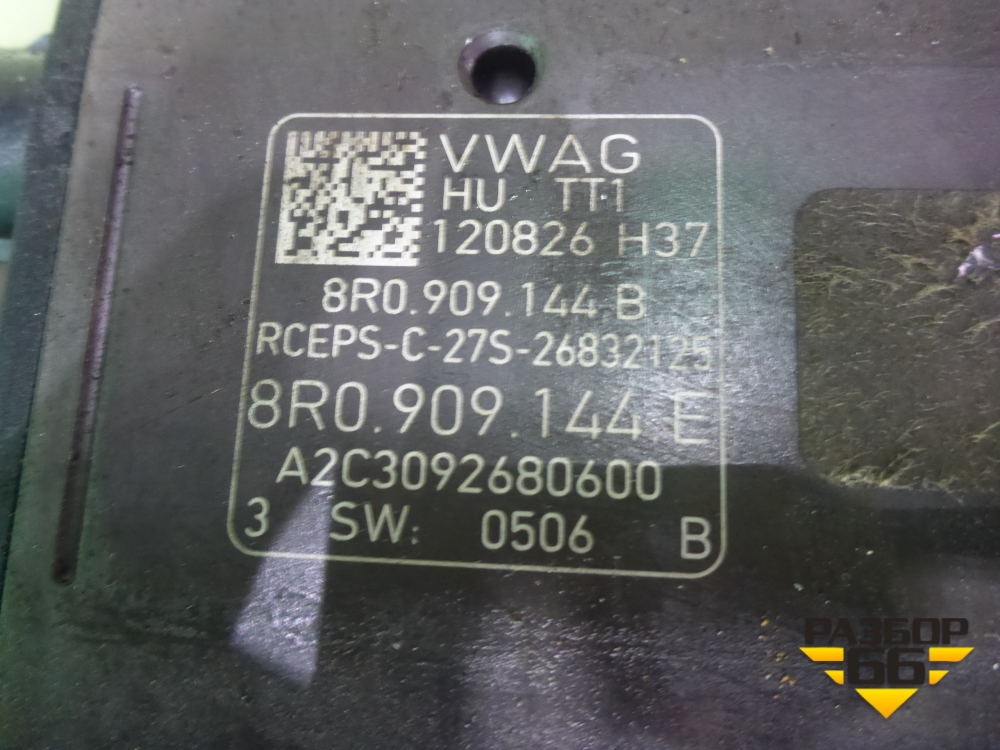 VWAG
HU TT1
120826 H37
8R0.909.144.B
RCEPS-C-27S-26832125
8R0.909.144.E
A2C3092680600
3 SW: 0506 B
РАЗБОР
66